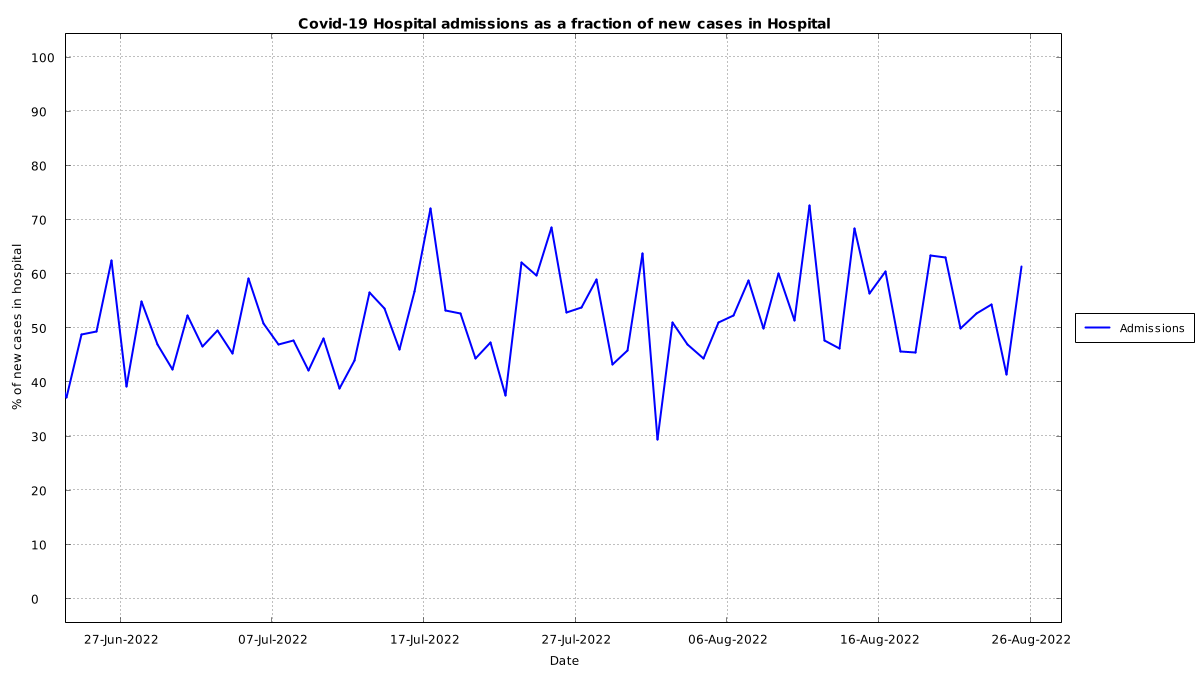 Covid-19 Hospital admissions as a fraction of new cases in Hospital
100
90
80
70
60
50
40
30
20
10
0
% of new cases in hospital
Admissions
27-Jun-2022 07-Jul-2022 17-Jul-2022 27-Jul-2022 06-Aug-2022 16-Aug-2022 26-Aug-2022
Date